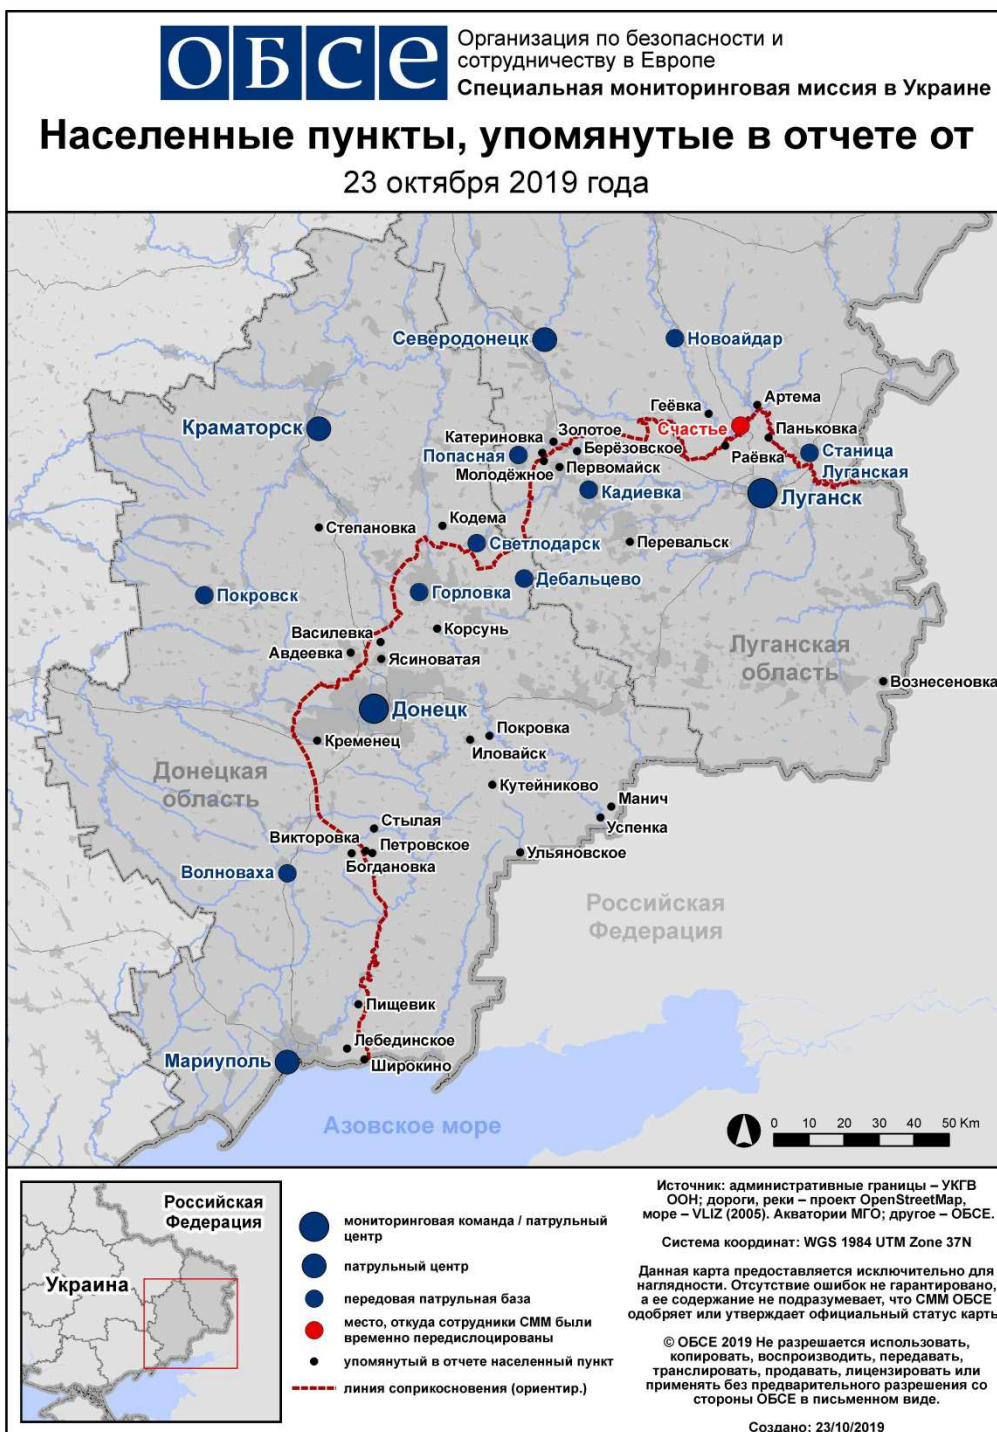 ОБСЕ
Организация по безопасности и
сотрудничеству в Европе
Специальная мониторинговая миссия в Украине
Населенные пункты, упомянутые в отчете от
23 октября 2019 года
Северодонецк
Новоайдар
Артема
Геёвка
Счастье
Паньковка
Краматорск
Золотое
Катериновка
Берёзовское
Попасная
Раёвка
Станица
Луганская
Молодёжное
Первомайск
Кадиевка
Луганск
Кодема
Степановка
Светлодарск
Перевальск
Дебальцево
Покровск
Горловка
Василевка
Корсунь
Авдеевка
Ясиноватая
Луганская
область
Вознесеновка
Донецк
Покровка
Кременец
Иловайск
Донецкая
область
Кутейниково
Манич
Стылая
Успенка
Викторовка
Петровское
Ульяновское
Богдановка
Волноваха
Российская
Федерация
Пищевик
Лебединское
Мариуполь
Широкино
Азовское море
0 10 20 30 40 50 Km
Российская
Федерация
Украина
мониторинговая команда / патрульный
центр
патрульный центр
передовая патрульная база
место, откуда сотрудники СММ были
временно передислоцированы
упомянутый в отчете населенный пункт
линия соприкосновения (ориентир.)
Источник: административные границы – УКГВ
ООН; дороги, реки – проект OpenStreetMap,
море – VLIZ (2005). Акватории МГО; другое – ОБСЕ.
Система координат: WGS 1984 UTM Zone 37N
Данная карта предоставляется исключительно для
наглядности. Отсутствие ошибок не гарантировано,
а ее содержание не подразумевает, что СММ ОБСЕ
одобряет или утверждает официальный статус карты
© ОБСЕ 2019 Не разрешается использовать,
копировать, воспроизводить, передавать,
транслировать, продавать, лицензировать или
применять без предварительного разрешения со
стороны ОБСЕ в письменном виде.
Создано: 23/10/2019